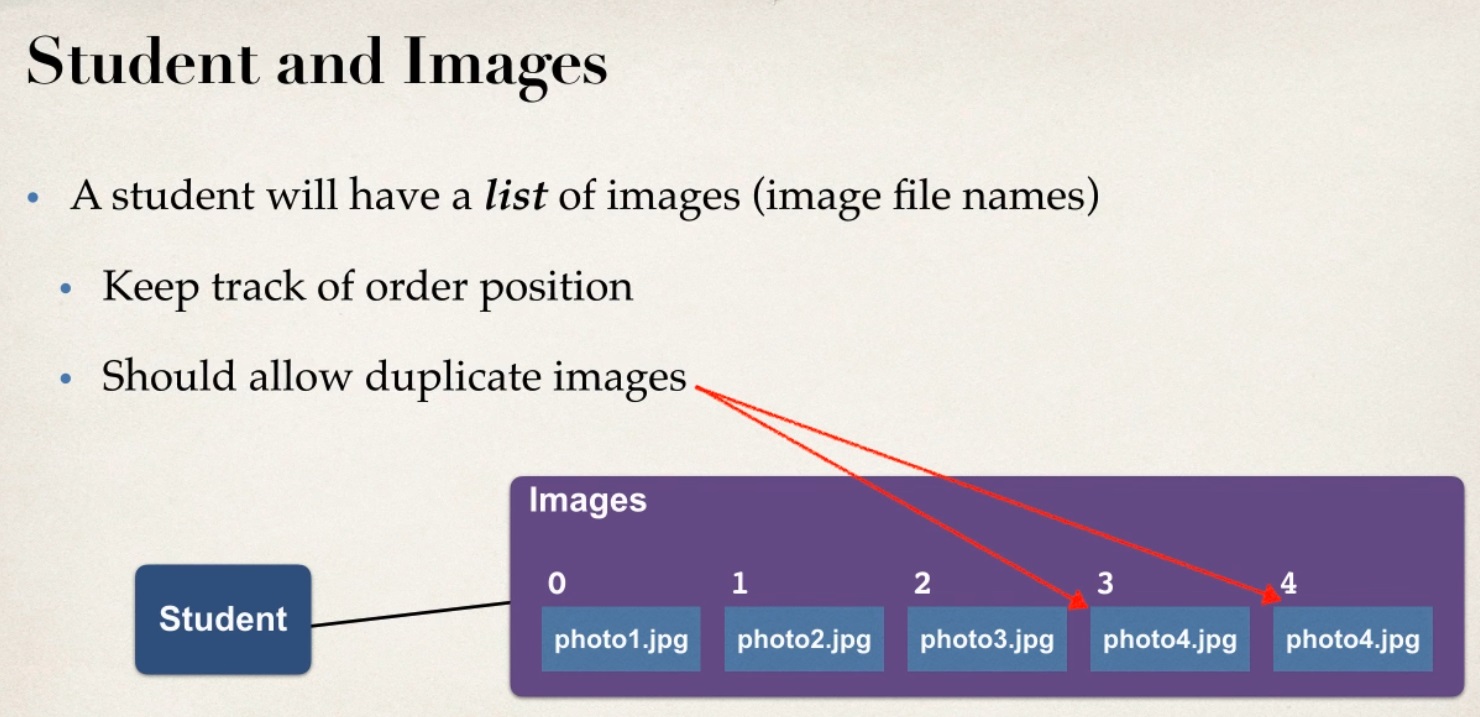 Student and Images
• A student will have a list of images (image file names)
• Keep track of order position
• Should allow duplicate images
Images
0 1 2 3 4
Student
photo1.jpg photo2.jpg photo3.jpg photo4.jpg photo4.jpg